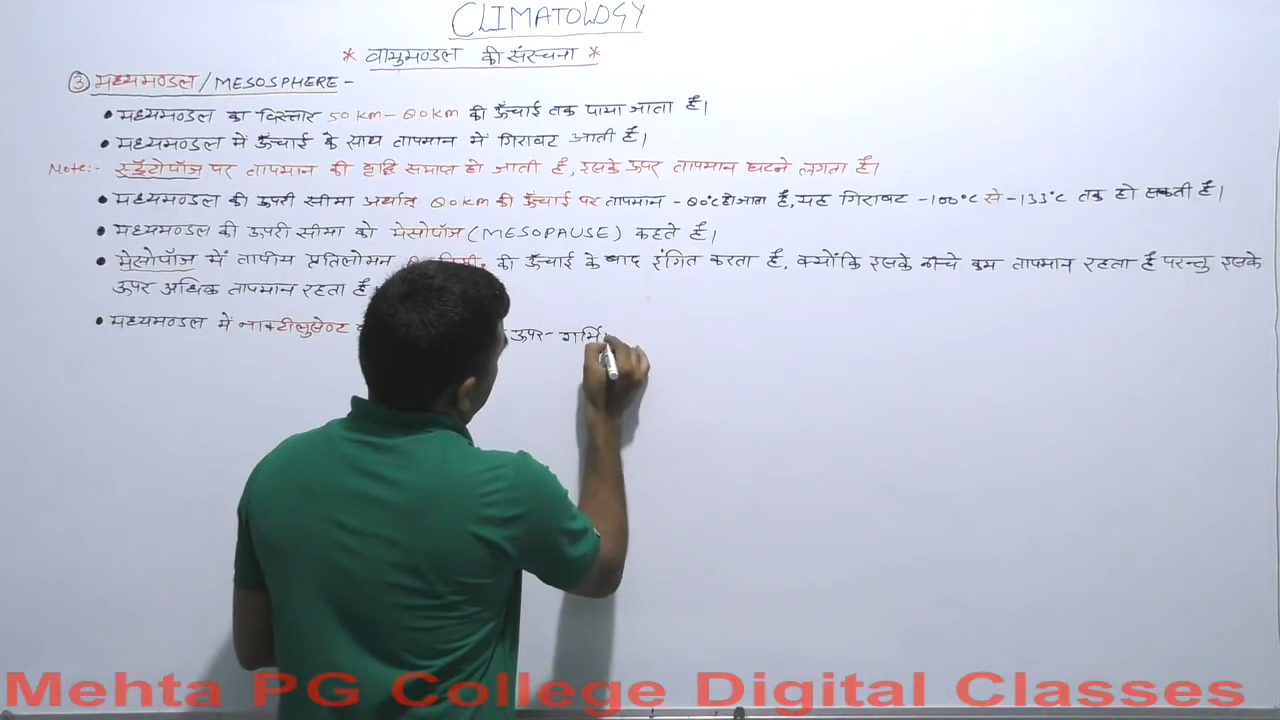 CLIMATOLOGY
* वायुमण्डल की संरचना *
③ मध्यमण्डल / MESOSPHERE -
• मध्यमण्डल का विस्तार 50 km - 80 km की ऊँचाई तक पाया जाता है।
• मध्यमण्डल में ऊँचाई के साथ तापमान में गिरावट आती है।
Note:- स्ट्रेटोपॉज पर तापमान की वृद्धि समाप्त हो जाती है, इसके ऊपर तापमान घटने लगता है।
• मध्यमण्डल की ऊपरी सीमा अर्थात् 80 km की ऊँचाई पर तापमान - 80°C हो जाता है, यह गिरावट -100°C से -133°C तक हो सकती है।
• मध्यमण्डल की ऊपरी सीमा को मेसोपॉज (MESOPAUSE) कहते है।
• मेसोपॉज में तापीय प्रतिलोमन की ऊँचाई के बाद इंगित करता है, क्योंकि इसके नीचे कम तापमान रहता है परन्तु इसके
ऊपर अधिक तापमान रहता है
• मध्यमण्डल में नाक्टीलुसेण्ट ऊपर - गर्मि
Mehta PG College Digital Classes